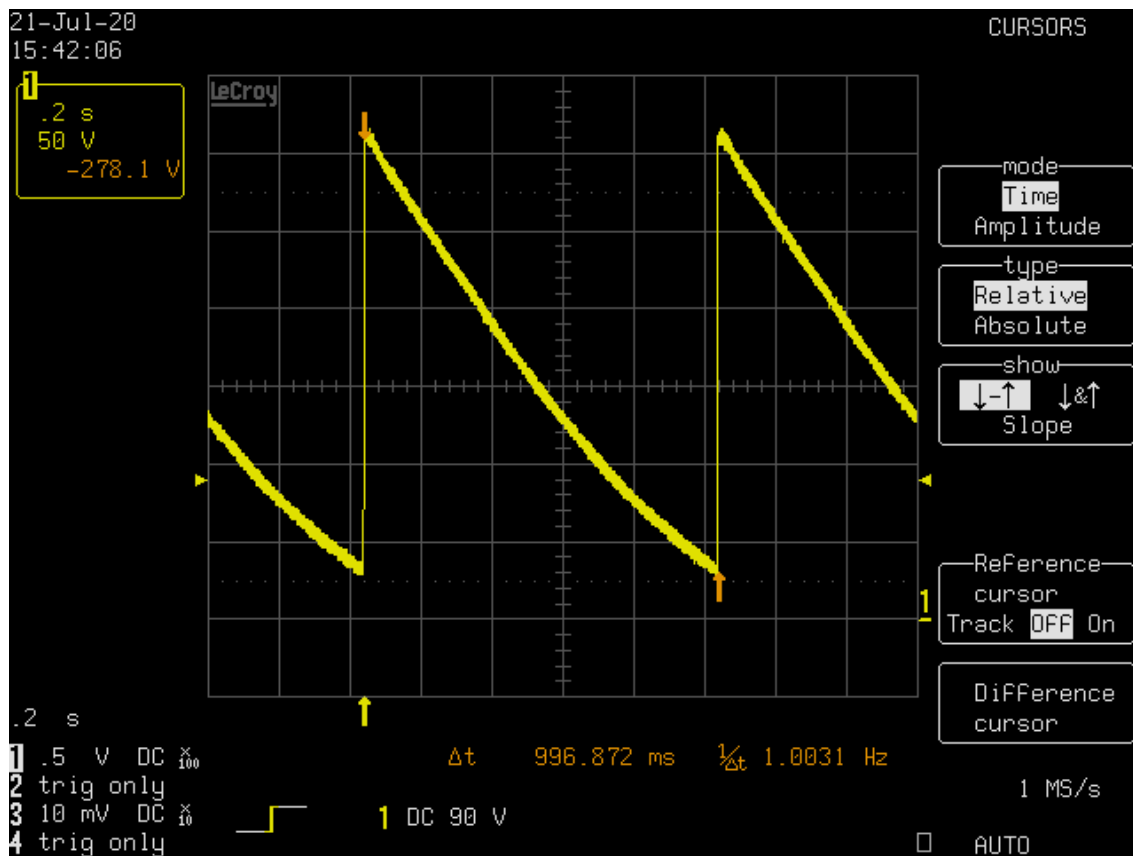 21-Jul-20
15:42:06
CURSORS
1
.2 s
50 V
-278.1 V
LeCroy
mode
Time
Amplitude
type
Relative
Absolute
show
↓-↑ ↓&↑
Slope
1
Reference
cursor
Track OFF On
Difference
cursor
.2 s
1 .5 V DC X100
Δt 996.872 ms 1/Δt 1.0031 Hz
2 trig only
1 MS/s
3 10 mV DC X10
1 DC 90 V
4 trig only
AUTO